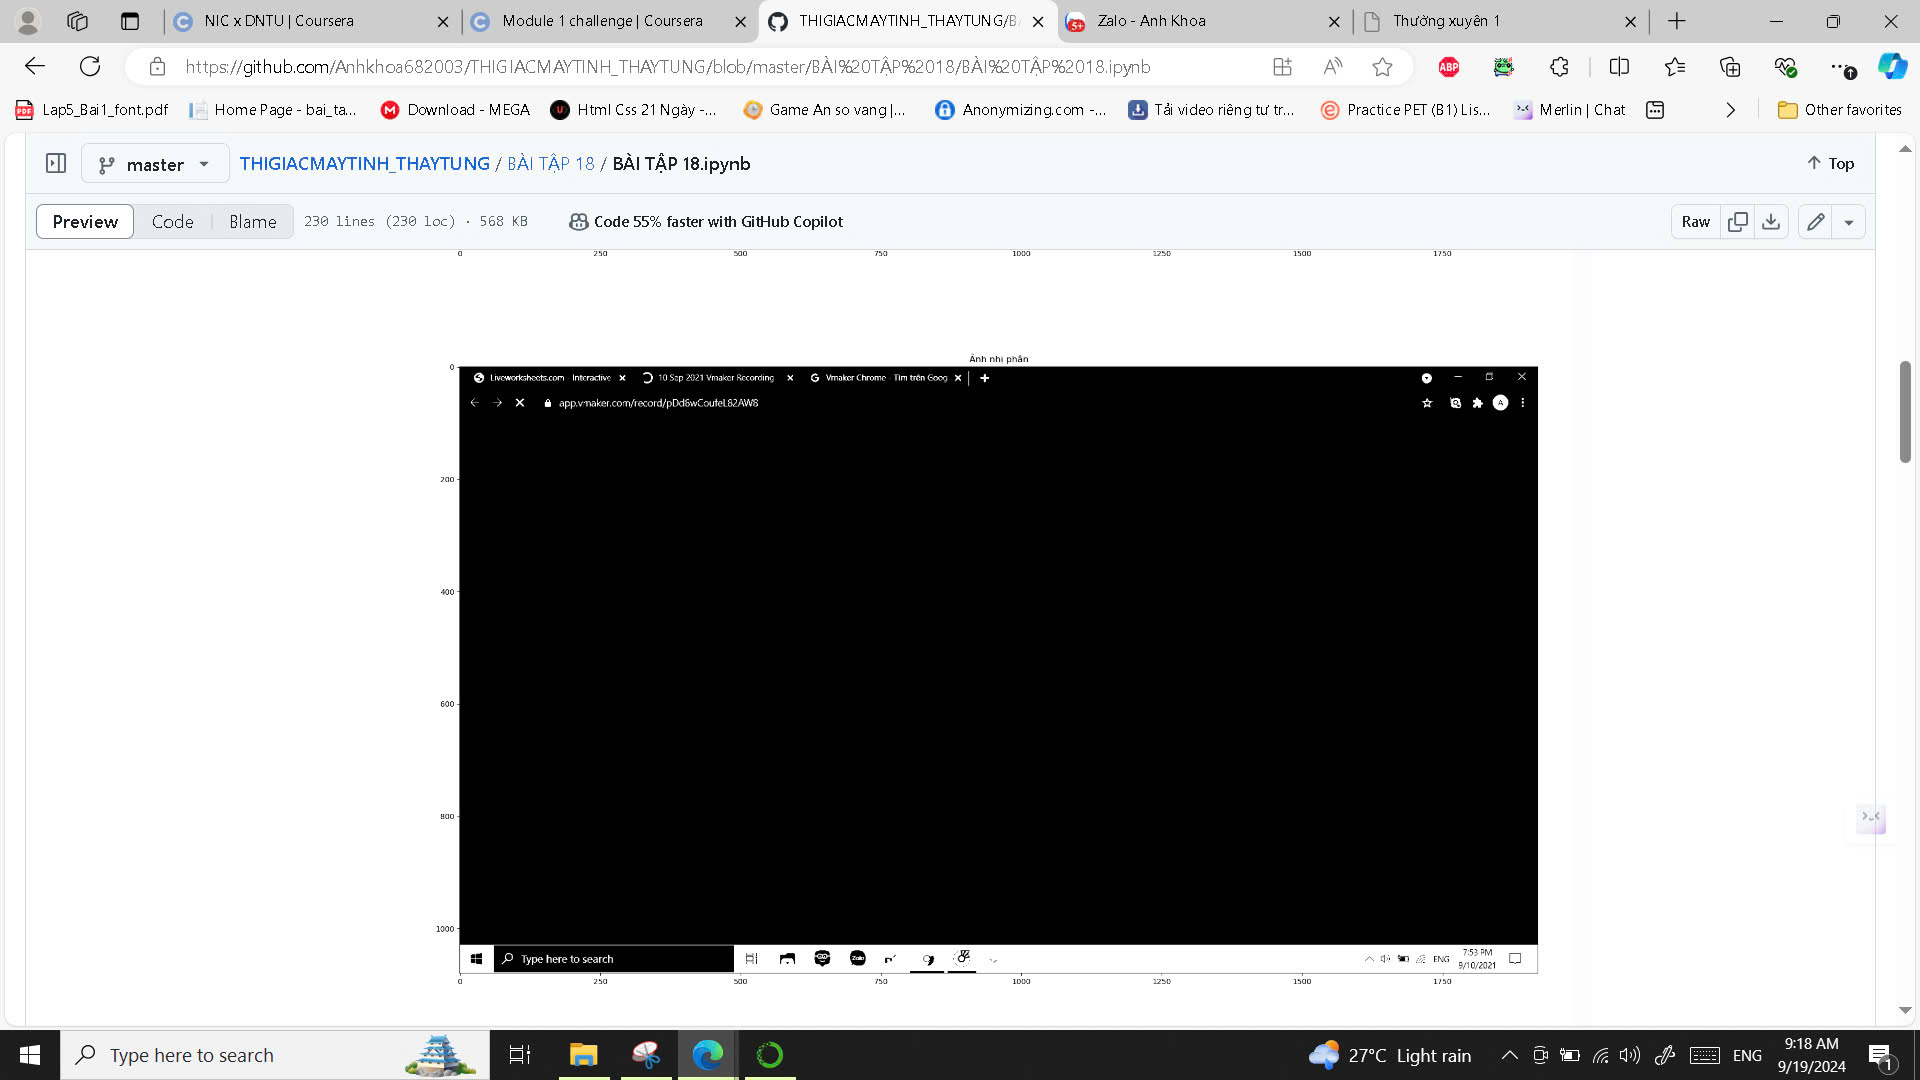 NIC x DNTU | Coursera
Module 1 challenge | Coursera
THIGIACMAYTINH_THAYTUNG/B
Zalo - Anh Khoa
Thường xuyên 1
https://github.com/Anhkhoa682003/THIGIACMAYTINH_THAYTUNG/blob/master/BÀI%20TẬP%2018/BÀI%20TẬP%2018.ipynb
ABP
Lap5_Bai1_font.pdf
Home Page - bai_ta...
Download - MEGA
Html Css 21 Ngày -...
Game An so vang |...
Anonymizing.com -...
Tải video riêng tư tr...
Practice PET (B1) Lis...
Merlin | Chat
Other favorites
master
THIGIACMAYTINH_THAYTUNG / BÀI TẬP 18 / BÀI TẬP 18.ipynb
Top
Preview
Code
Blame
230 lines (230 loc) · 568 KB
Code 55% faster with GitHub Copilot
Raw
0 250 500 750 1000 1250 1500 1750
Ảnh nhị phân
0
Liveworksheets.com - Interactive
10 Sep 2021 Vmaker Recording
Vmaker Chrome - Tìm trên Goog
app.vmaker.com/record/pDd6wCoufeL82AW8
A
200
400
600
800
1000
Type here to search
Zalo
ENG
7:53 PM
9/10/2021
0 250 500 750 1000 1250 1500 1750
Type here to search
27°C Light rain
ENG
9:18 AM
9/19/2024
1